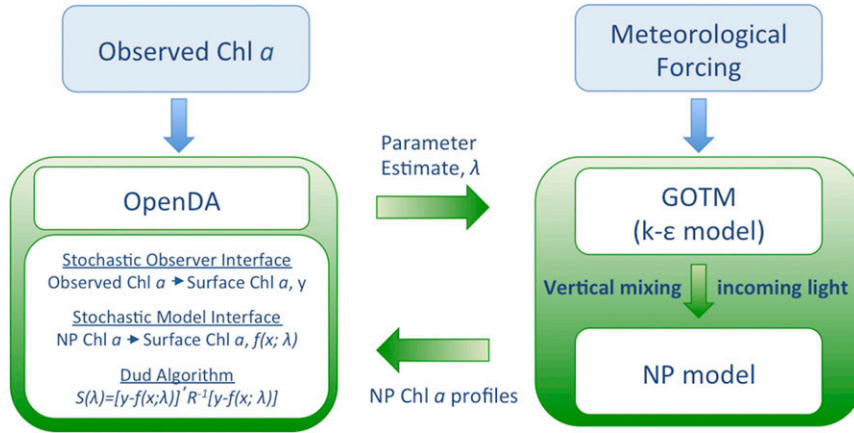 Observed Chl a
Meteorological
Forcing
OpenDA
Stochastic Observer Interface
Observed Chl a → Surface Chl a, y
Stochastic Model Interface
NP Chl a → Surface Chl a, f(x; λ)
Dud Algorithm
S(λ)=[y-f(x;λ)]'R⁻¹[y-f(x; λ)]
Parameter
Estimate, λ
NP Chl a profiles
GOTM
(k-ε model)
Vertical mixing incoming light
NP model